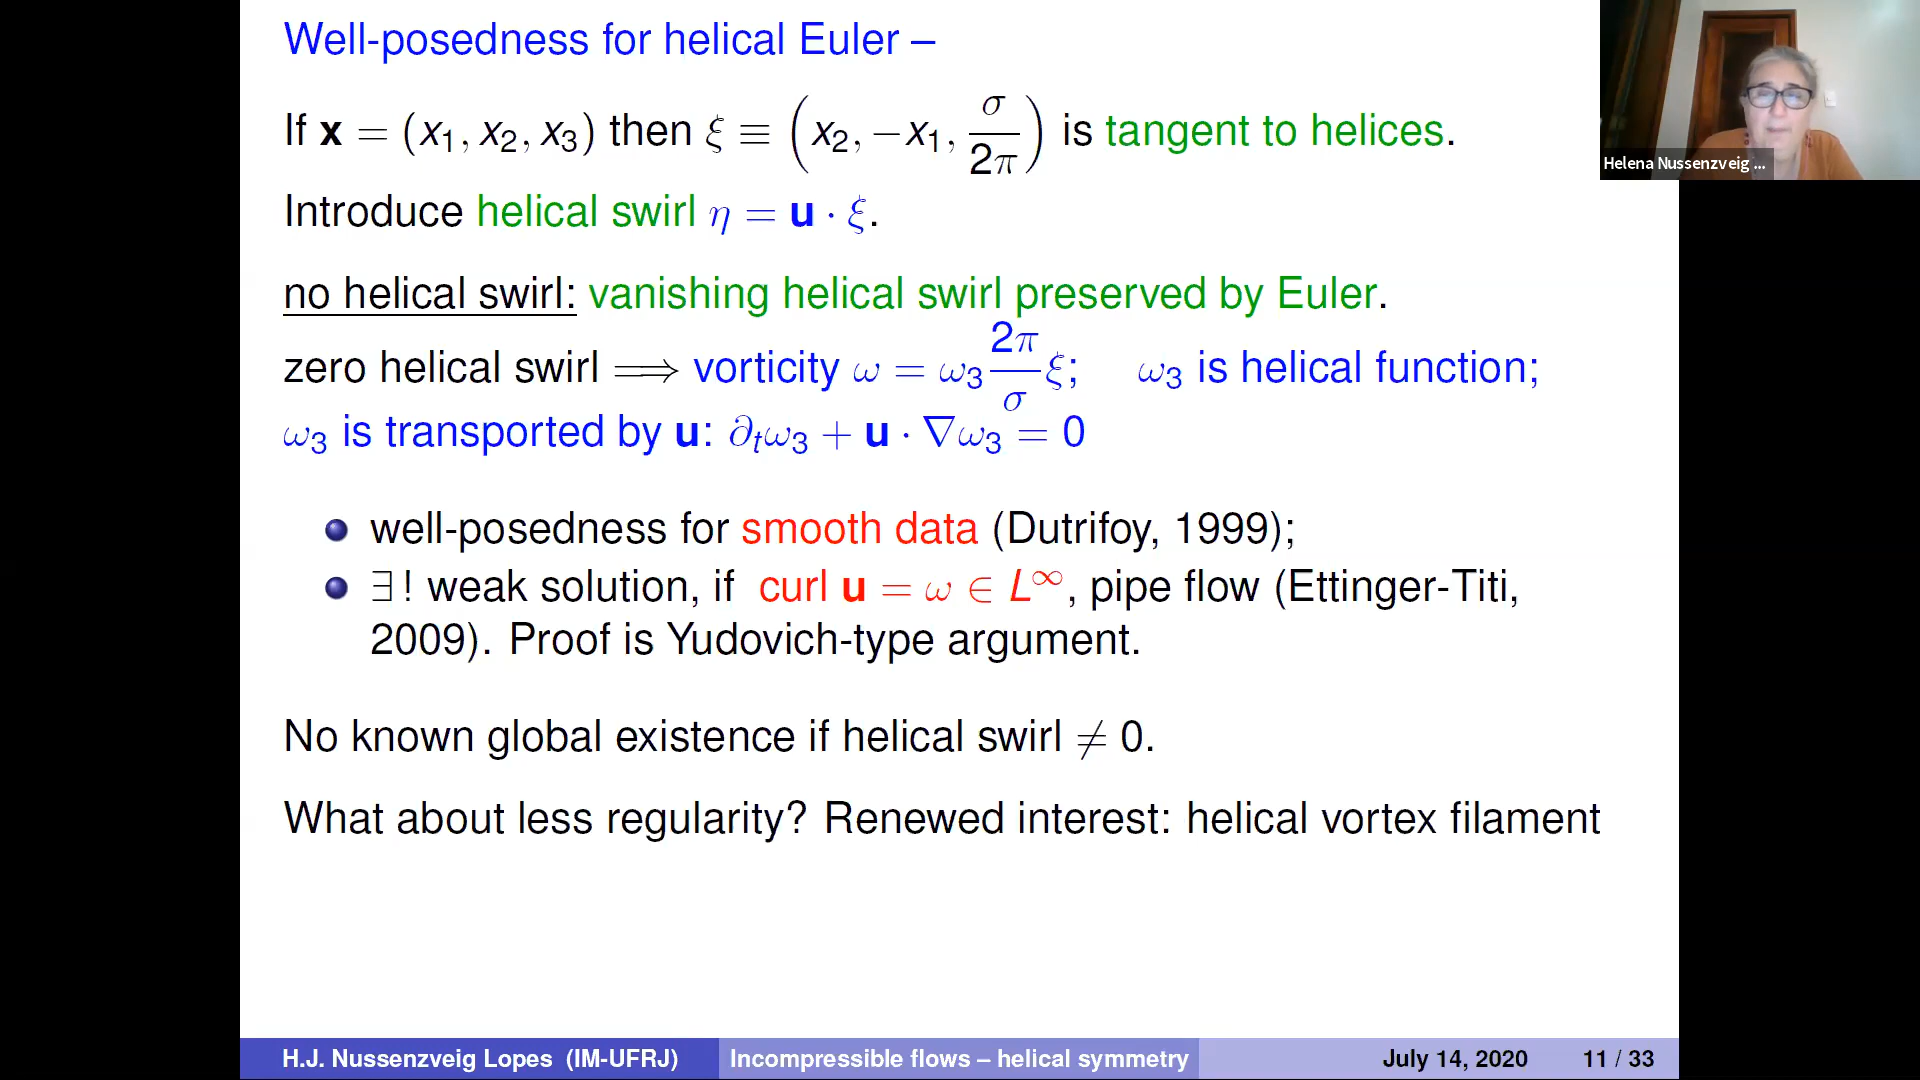 Well-posedness for helical Euler –
If x = (x₁, x₂, x₃) then ξ ≡ (x₂, −x₁, σ/2π) is tangent to helices.
Introduce helical swirl η = u · ξ.
no helical swirl: vanishing helical swirl preserved by Euler.
zero helical swirl ⟹ vorticity ω = ω₃ 2π/σ ξ; ω₃ is helical function;
ω₃ is transported by u: ∂ₜω₃ + u · ∇ω₃ = 0
well-posedness for smooth data (Dutrifoy, 1999);
∃ ! weak solution, if curl u = ω ∈ L^∞, pipe flow (Ettinger-Titi,
2009). Proof is Yudovich-type argument.
No known global existence if helical swirl ≠ 0.
What about less regularity? Renewed interest: helical vortex filament
H.J. Nussenzveig Lopes (IM-UFRJ) Incompressible flows – helical symmetry July 14, 2020 11 / 33
Helena Nussenzveig ...